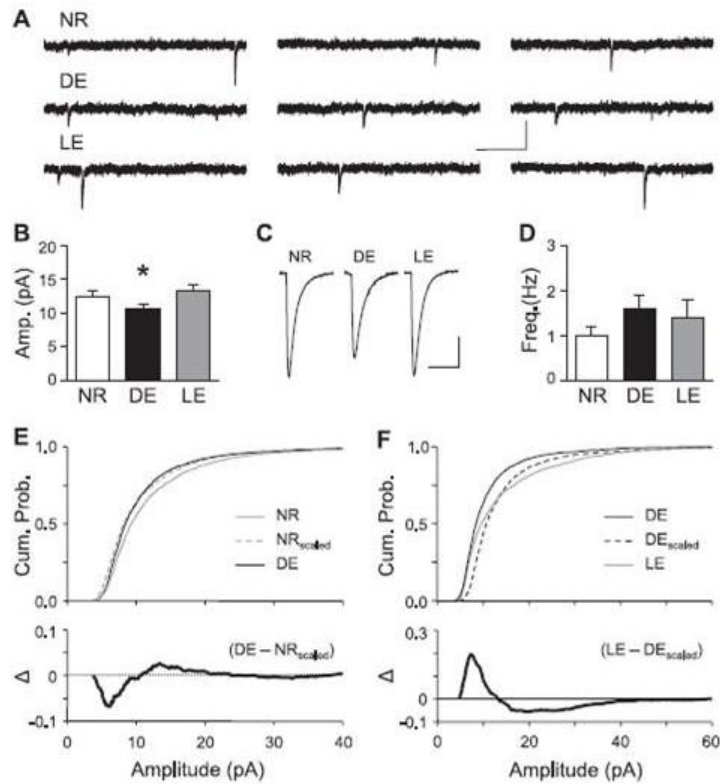 A
NR
DE
LE
B
Amp. (pA)
20
15
10
5
0
*
NR DE LE
C
NR DE LE
D
Freq.(Hz)
3
2
1
0
NR DE LE
E
Cum. Prob.
1.0
0.5
0.0
NR
NRscaled
DE
Δ
0.1
0
-0.1
(DE – NRscaled)
0 10 20 30 40
Amplitude (pA)
F
Cum. Prob.
1.0
0.5
0.0
DE
DEscaled
LE
Δ
0.3
0
-0.1
(LE – DEscaled)
0 20 40 60
Amplitude (pA)